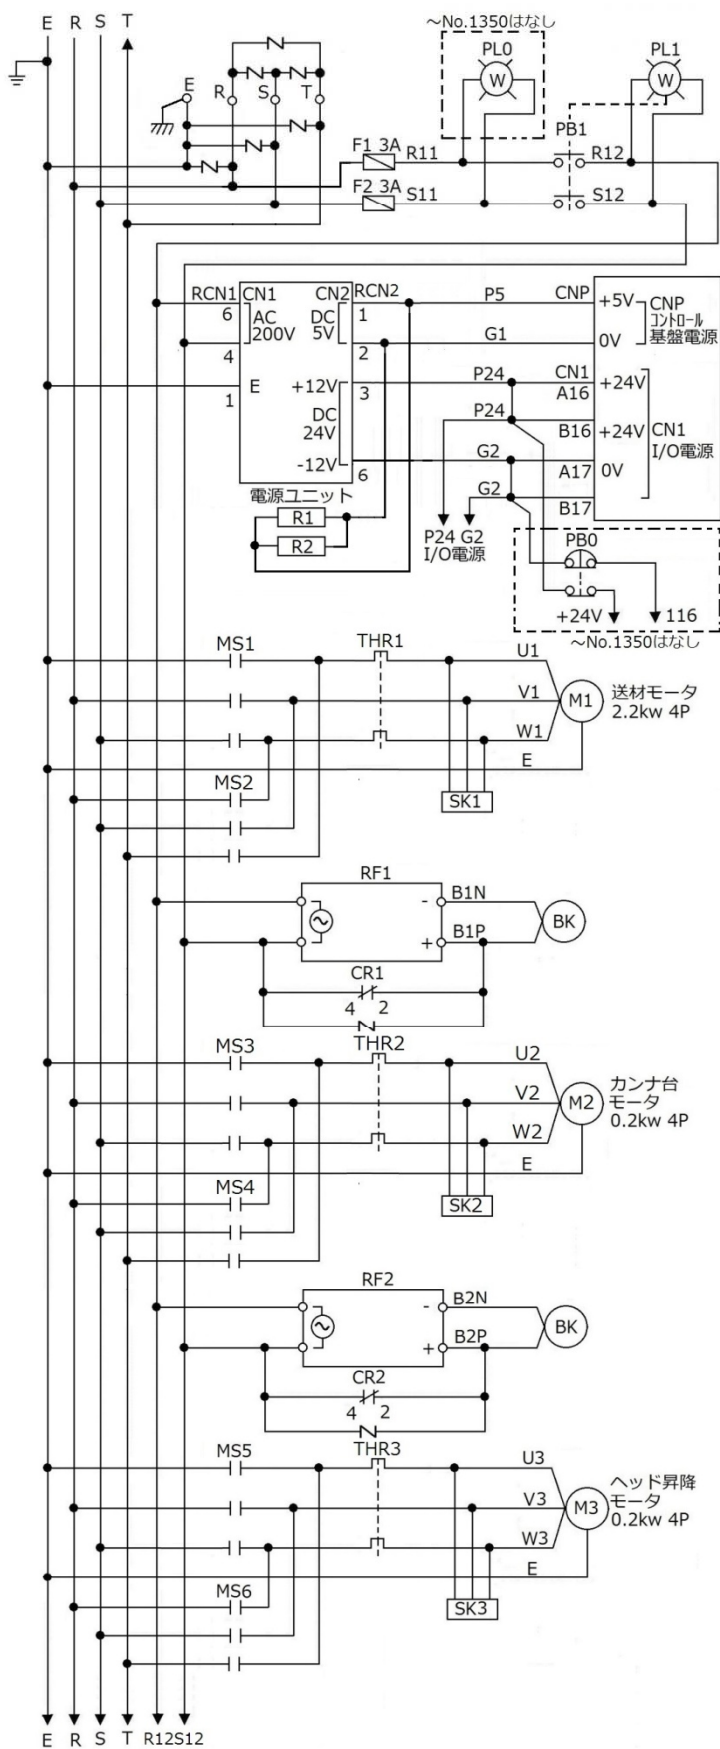 E R S T
～No.1350はなし
PL0
PL1
W
W
E
R
S
T
PB1
F1 3A
R11
R12
F2 3A
S11
S12
RCN1
CN1
CN2
RCN2
P5
CNP
+5V
CNP
6
AC
200V
DC
5V
1
コントロール
基盤電源
4
2
G1
0V
E
1
+12V
3
P24
CN1
A16
+24V
DC
24V
P24
B16
+24V
CN1
I/O電源
-12V
6
G2
A17
0V
G2
B17
電源ユニット
R1
R2
P24 G2
I/O電源
PB0
+24V
116
～No.1350はなし
MS1
THR1
U1
V1
M1
送材モータ
2.2kw 4P
W1
E
MS2
SK1
RF1
B1N
-
BK
+
B1P
CR1
4 2
MS3
THR2
U2
V2
M2
カンナ台
モータ
0.2kw 4P
W2
E
MS4
SK2
RF2
B2N
-
BK
+
B2P
CR2
4 2
MS5
THR3
U3
V3
M3
ヘッド昇降
モータ
0.2kw 4P
W3
E
MS6
SK3
E R S T R12S12